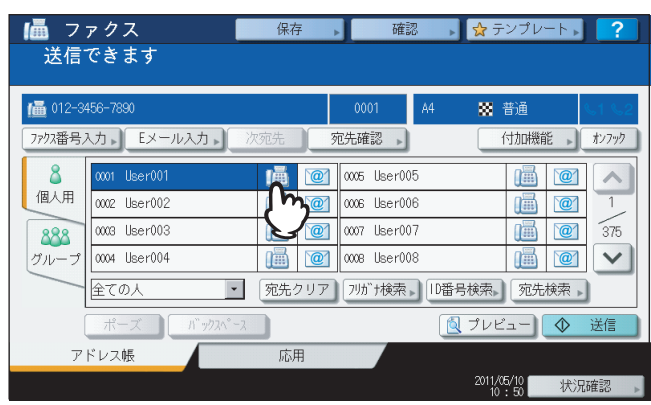 ファクス 保存 確認 テンプレート ?
送信できます
012-3456-7890 0001 A4 普通
ファクス番号入力 Eメール入力 次宛先 宛先確認 付加機能 オンフック
個人用
グループ
0001 User001
0002 User002
0003 User003
0004 User004
0005 User005
0006 User006
0007 User007
0008 User008
1
375
全ての人 宛先クリア フリガナ検索 ID番号検索 宛先検索
ポーズ バックスペース プレビュー 送信
アドレス帳 応用
2011/05/10
10:50
状況確認